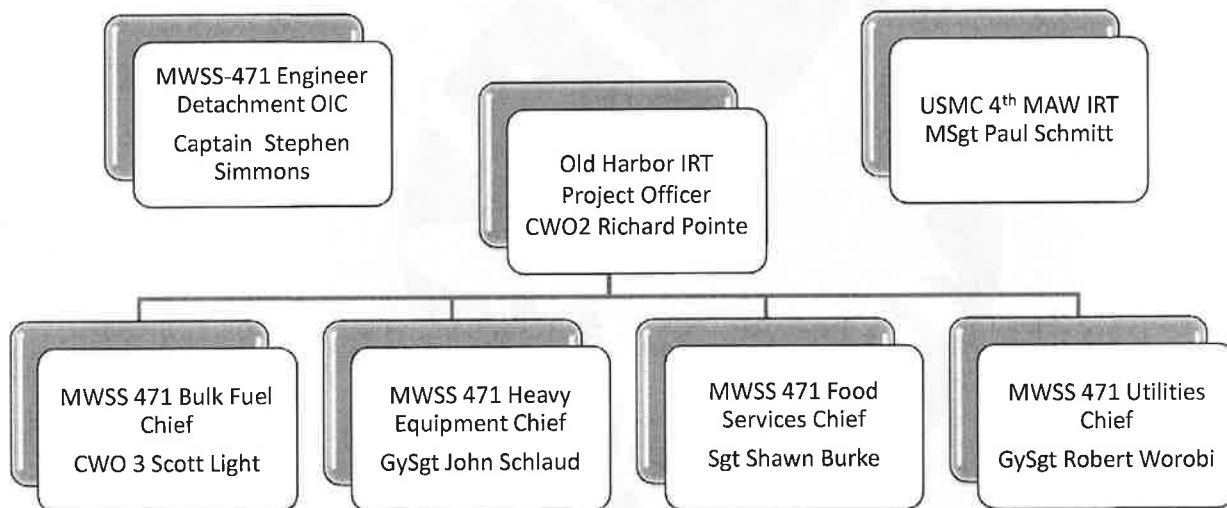 MWSS-471 Engineer
Detachment OIC
Captain Stephen
Simmons
USMC 4th MAW IRT
MSgt Paul Schmitt
Old Harbor IRT
Project Officer
CWO2 Richard Pointe
MWSS 471 Bulk Fuel
Chief
CWO 3 Scott Light
MWSS 471 Heavy
Equipment Chief
GySgt John Schlaud
MWSS 471 Food
Services Chief
Sgt Shawn Burke
MWSS 471 Utilities
Chief
GySgt Robert Worobi